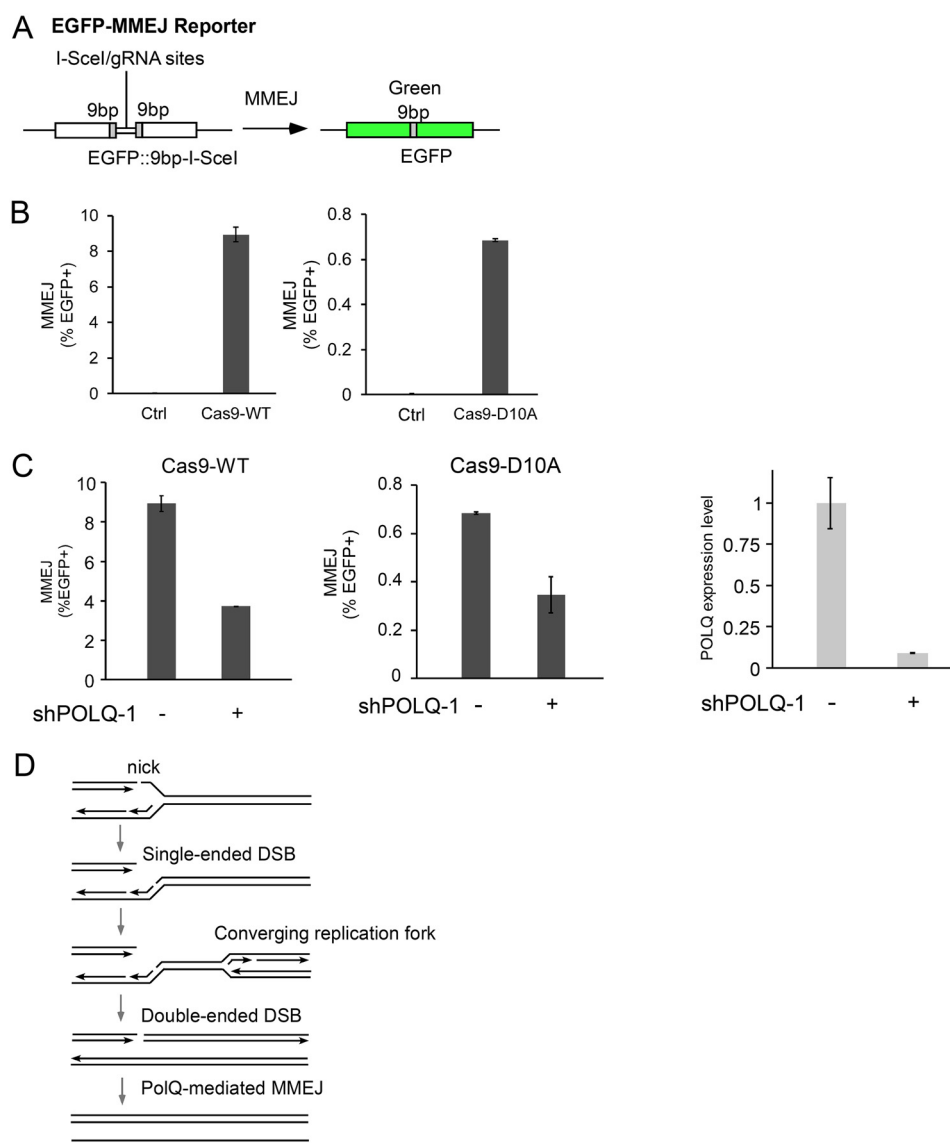 A EGFP-MMEJ Reporter
I-SceI/gRNA sites
9bp 9bp
EGFP::9bp-I-SceI
MMEJ
Green
9bp
EGFP
B
MMEJ
(% EGFP+)
10
8
6
4
2
0
Ctrl Cas9-WT
MMEJ
(% EGFP+)
0.8
0.6
0.4
0.2
0
Ctrl Cas9-D10A
C
Cas9-WT
MMEJ
(%EGFP+)
10
8
6
4
2
0
shPOLQ-1 - +
Cas9-D10A
MMEJ
(% EGFP+)
0.8
0.6
0.4
0.2
0
shPOLQ-1 - +
POLQ expression level
1
0.75
0.5
0.25
0
shPOLQ-1 - +
D
nick
Single-ended DSB
Converging replication fork
Double-ended DSB
PolQ-mediated MMEJ